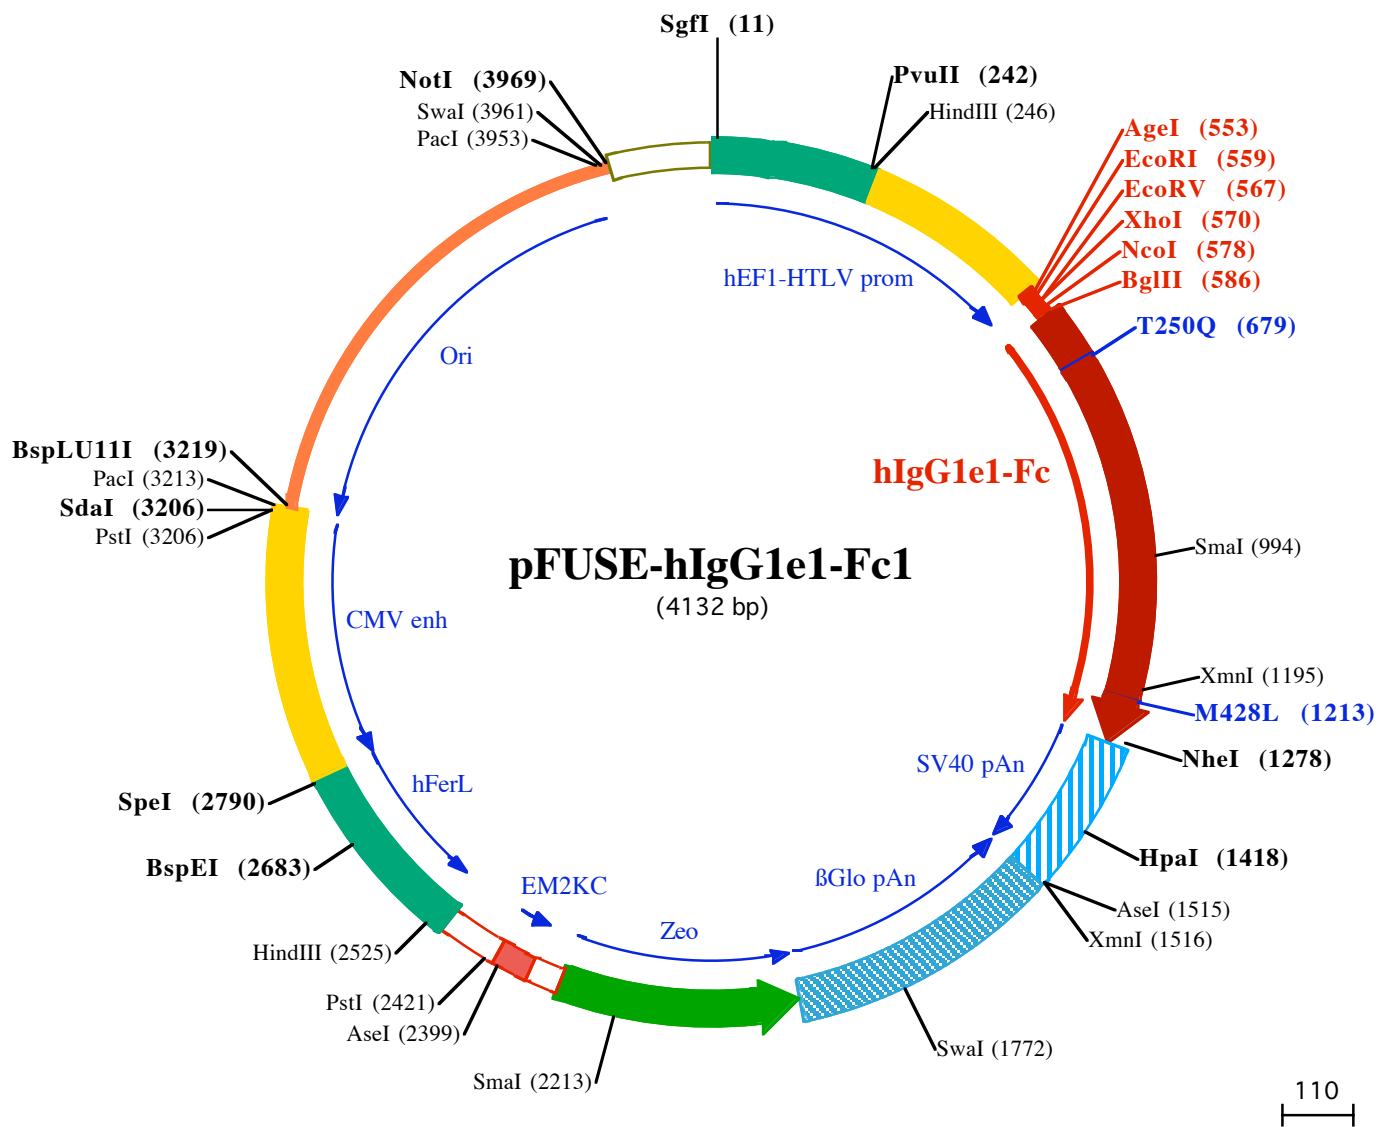 SgfI (11)
NotI (3969)
SwaI (3961)
PacI (3953)
PvuII (242)
HindIII (246)
AgeI (553)
EcoRI (559)
EcoRV (567)
XhoI (570)
NcoI (578)
BglII (586)
T250Q (679)
hEF1-HTLV prom
Ori
hIgG1e1-Fc
BspLU11I (3219)
PacI (3213)
SdaI (3206)
PstI (3206)
SmaI (994)
pFUSE-hIgG1e1-Fc1
(4132 bp)
CMV enh
XmnI (1195)
M428L (1213)
NheI (1278)
SV40 pAn
hFerL
SpeI (2790)
BspEI (2683)
HpaI (1418)
ßGlo pAn
EM2KC
AseI (1515)
XmnI (1516)
Zeo
HindIII (2525)
PstI (2421)
AseI (2399)
SwaI (1772)
SmaI (2213)
110